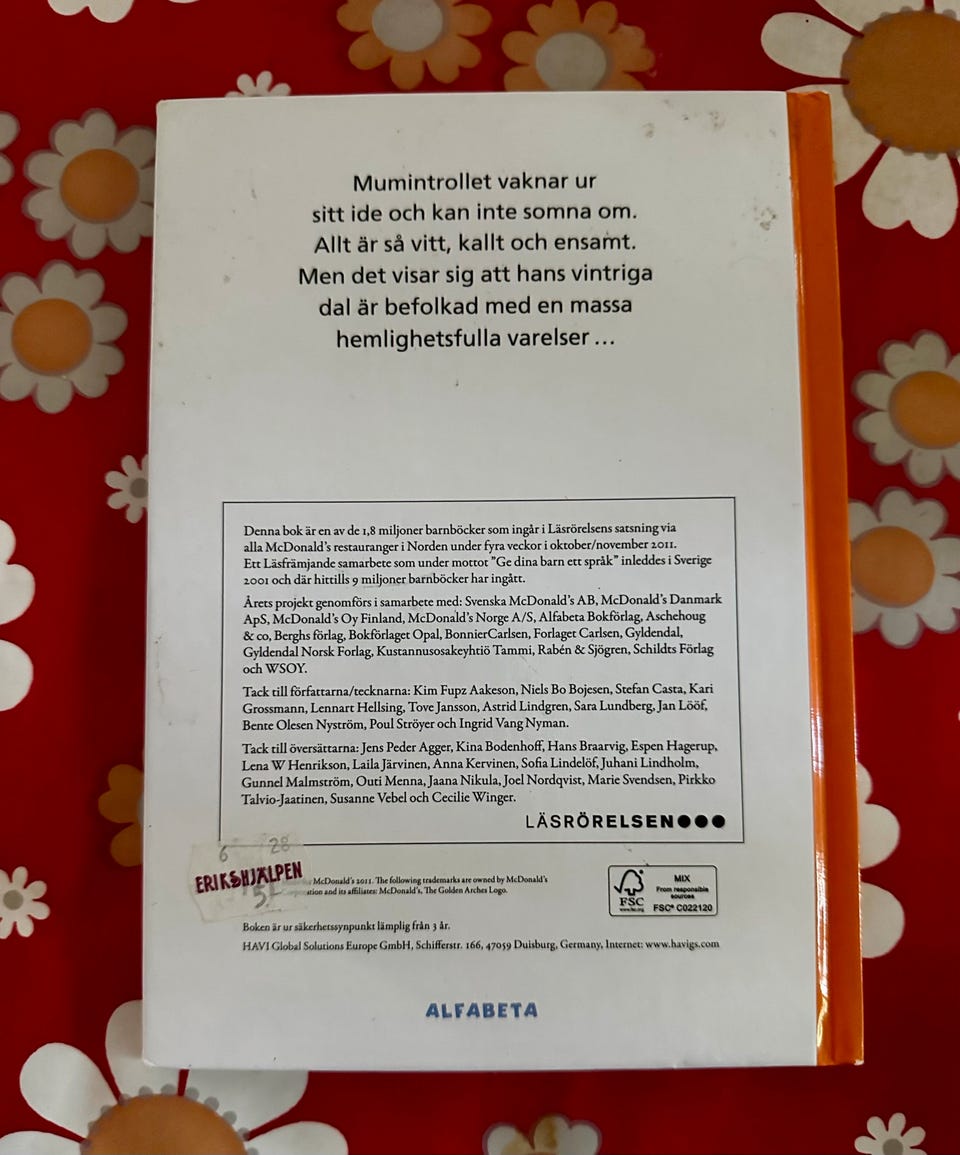 Mumintrollet vaknar ur
sitt ide och kan inte somna om.
Allt är så vitt, kallt och ensamt.
Men det visar sig att hans vintriga
dal är befolkad med en massa
hemlighetsfulla varelser ...
Denna bok är en av de 1,8 miljoner barnböcker som ingår i Läsrörelsens satsning via
alla McDonald's restauranger i Norden under fyra veckor i oktober/november 2011.
Ett Läsfrämjande samarbete som under mottot "Ge dina barn ett språk" inleddes i Sverige
2001 och där hittills 9 miljoner barnböcker har ingått.
Årets projekt genomförs i samarbete med: Svenska McDonald's AB, McDonald's Danmark
ApS, McDonald's Oy Finland, McDonald's Norge A/S, Alfabeta Bokförlag, Aschehoug
& co, Berghs förlag, Bokförlaget Opal, BonnierCarlsen, Forlaget Carlsen, Gyldendal,
Gyldendal Norsk Forlag, Kustannusosakeyhtiö Tammi, Rabén & Sjögren, Schildts Förlag
och WSOY.
Tack till författarna/tecknarna: Kim Fupz Aakeson, Niels Bo Bojesen, Stefan Casta, Kari
Grossmann, Lennart Hellsing, Tove Jansson, Astrid Lindgren, Sara Lundberg, Jan Lööf,
Bente Olesen Nyström, Poul Ströyer och Ingrid Vang Nyman.
Tack till översättarna: Jens Peder Agger, Kina Bodenhoff, Hans Braarvig, Espen Hagerup,
Lena W Henrikson, Laila Järvinen, Anna Kervinen, Sofia Lindelöf, Juhani Lindholm,
Gunnel Malmström, Outi Menna, Jaana Nikula, Joel Nordqvist, Marie Svendsen, Pirkko
Talvio-Jaatinen, Susanne Vebel och Cecilie Winger.
LÄSRÖRELSEN
6 28
ERIKSHJÄLPEN
5:-
McDonald's 2011. The following trademarks are owned by McDonald's
and its affiliates: McDonald's, The Golden Arches Logo.
FSC
www.fsc.org
MIX
From responsible
sources
FSC® C022120
Boken är ur säkerhetssynpunkt lämplig från 3 år.
HAVI Global Solutions Europe GmbH, Schifferstr. 166, 47059 Duisburg, Germany, Internet: www.havigs.com
ALFABETA